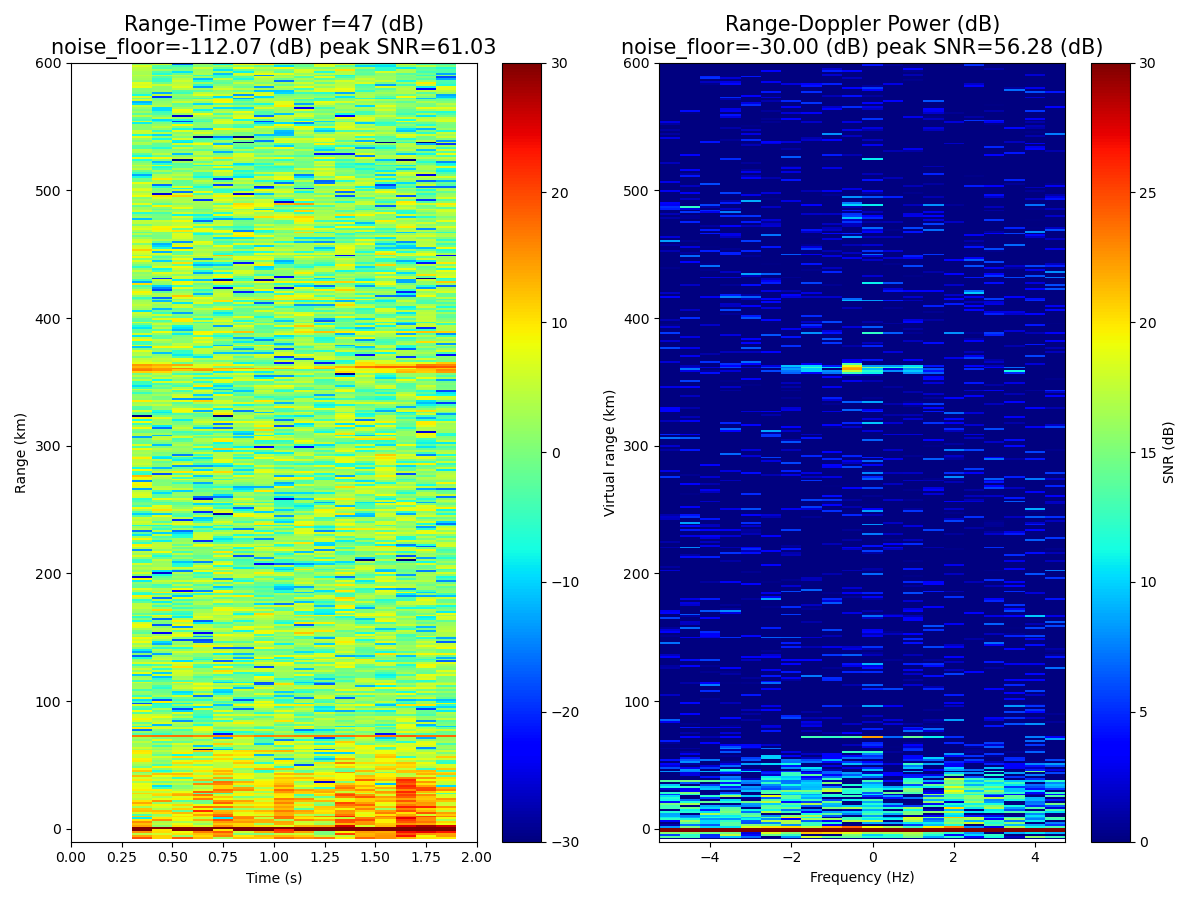 Range-Time Power f=47 (dB)
noise_floor=-112.07 (dB) peak SNR=61.03
600
500
400
300
200
100
0
Range (km)
0.00 0.25 0.50 0.75 1.00 1.25 1.50 1.75 2.00
Time (s)
30
20
10
0
−10
−20
−30
Range-Doppler Power (dB)
noise_floor=-30.00 (dB) peak SNR=56.28 (dB)
600
500
400
300
200
100
0
Virtual range (km)
−4 −2 0 2 4
Frequency (Hz)
30
25
20
15
10
5
0
SNR (dB)